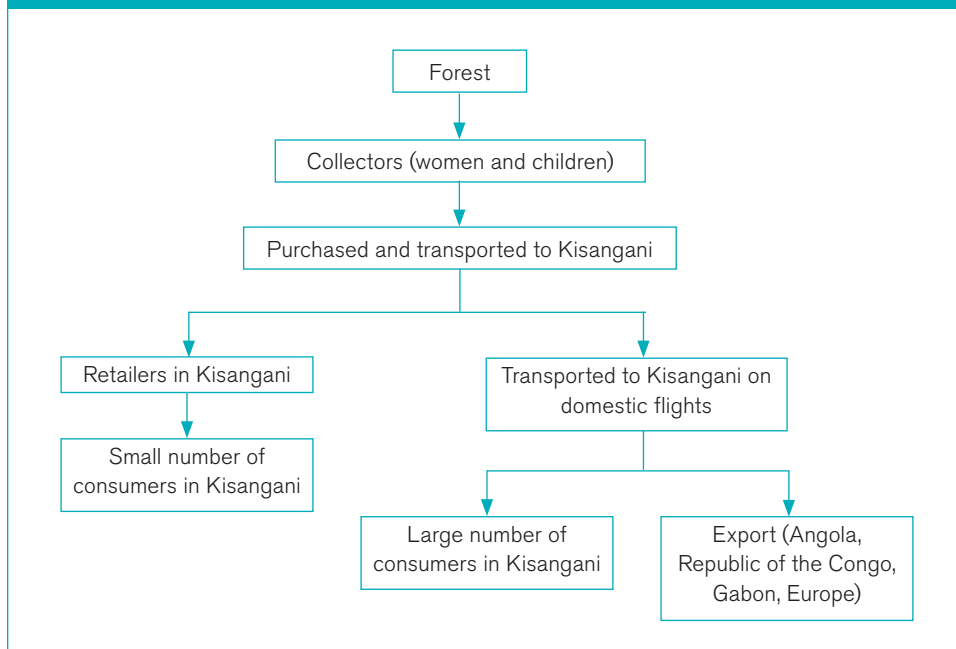 Forest
Collectors (women and children)
Purchased and transported to Kisangani
Retailers in Kisangani
Transported to Kisangani on
domestic flights
Small number of
consumers in Kisangani
Large number of
consumers in Kisangani
Export (Angola,
Republic of the Congo,
Gabon, Europe)